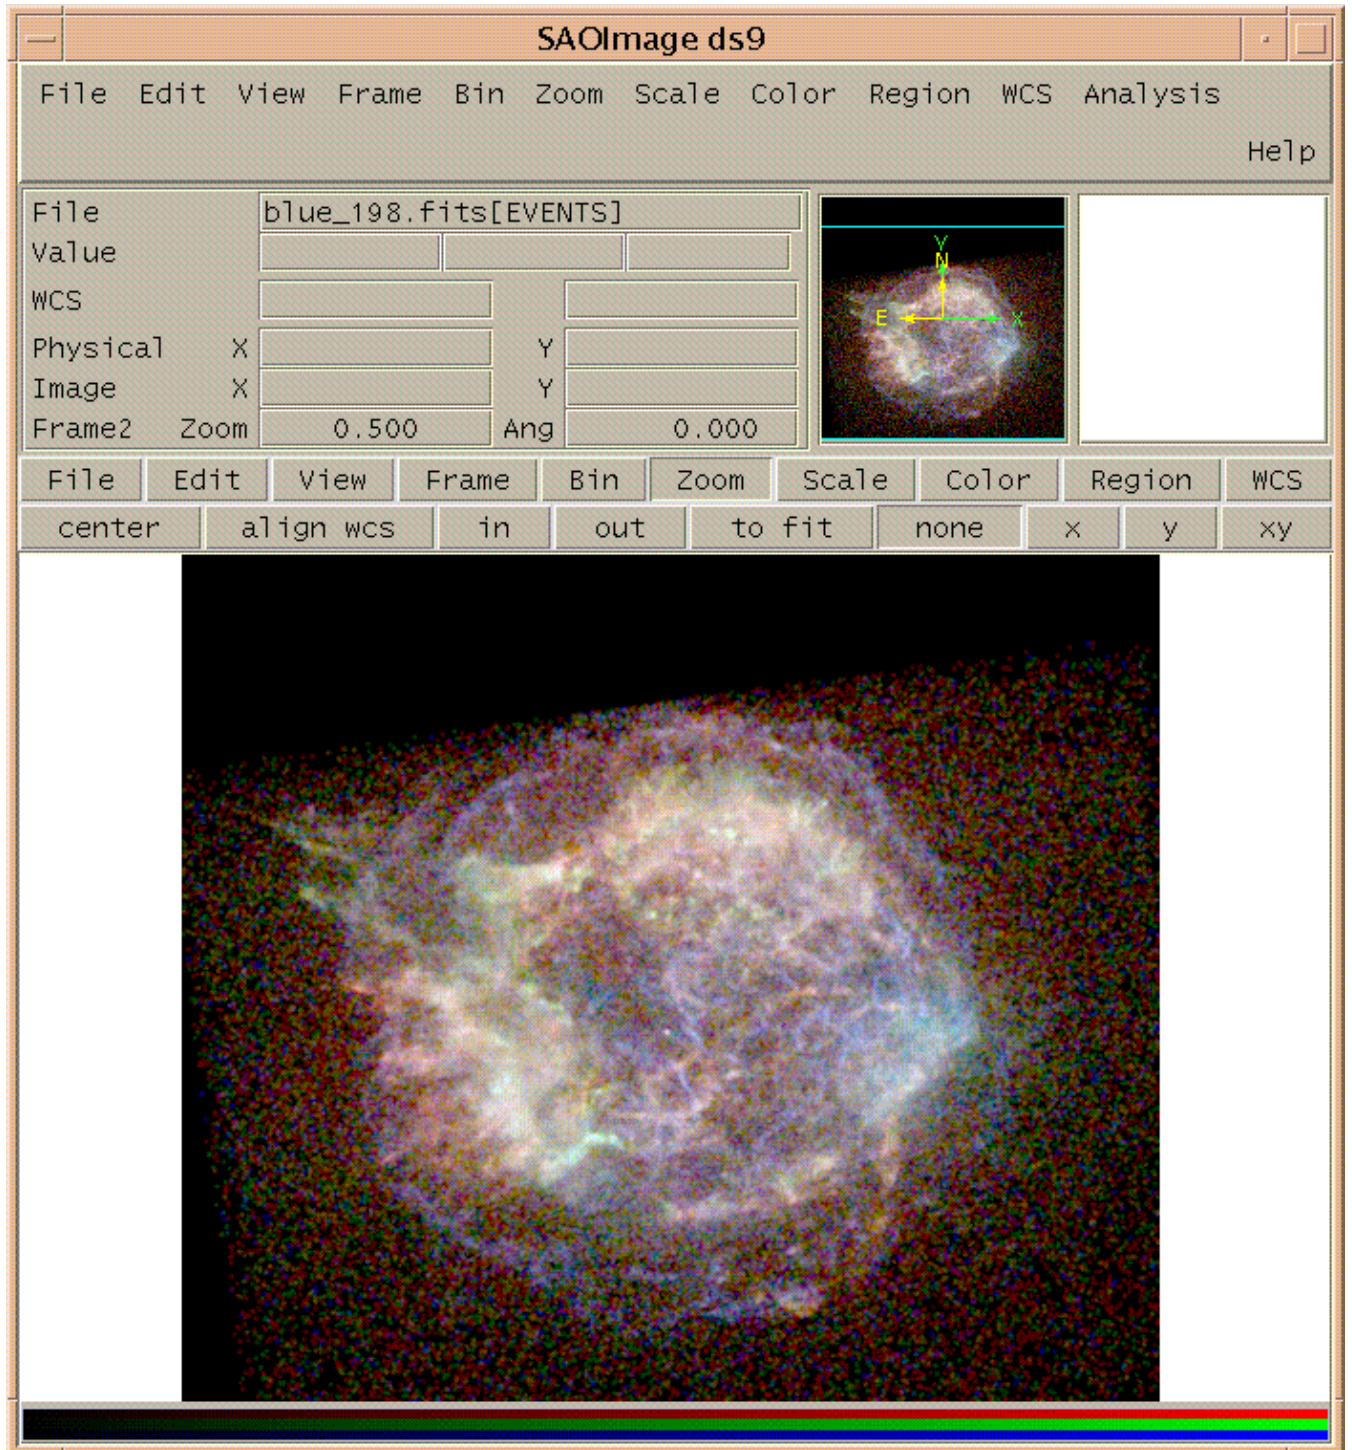 SAOImage ds9
File Edit View Frame Bin Zoom Scale Color Region WCS Analysis
Help
File blue_198.fits[EVENTS]
Value
WCS
Physical X Y
Image X Y
Frame2 Zoom 0.500 Ang 0.000
Y
N
E X
File Edit View Frame Bin Zoom Scale Color Region WCS
center align wcs in out to fit none x y xy